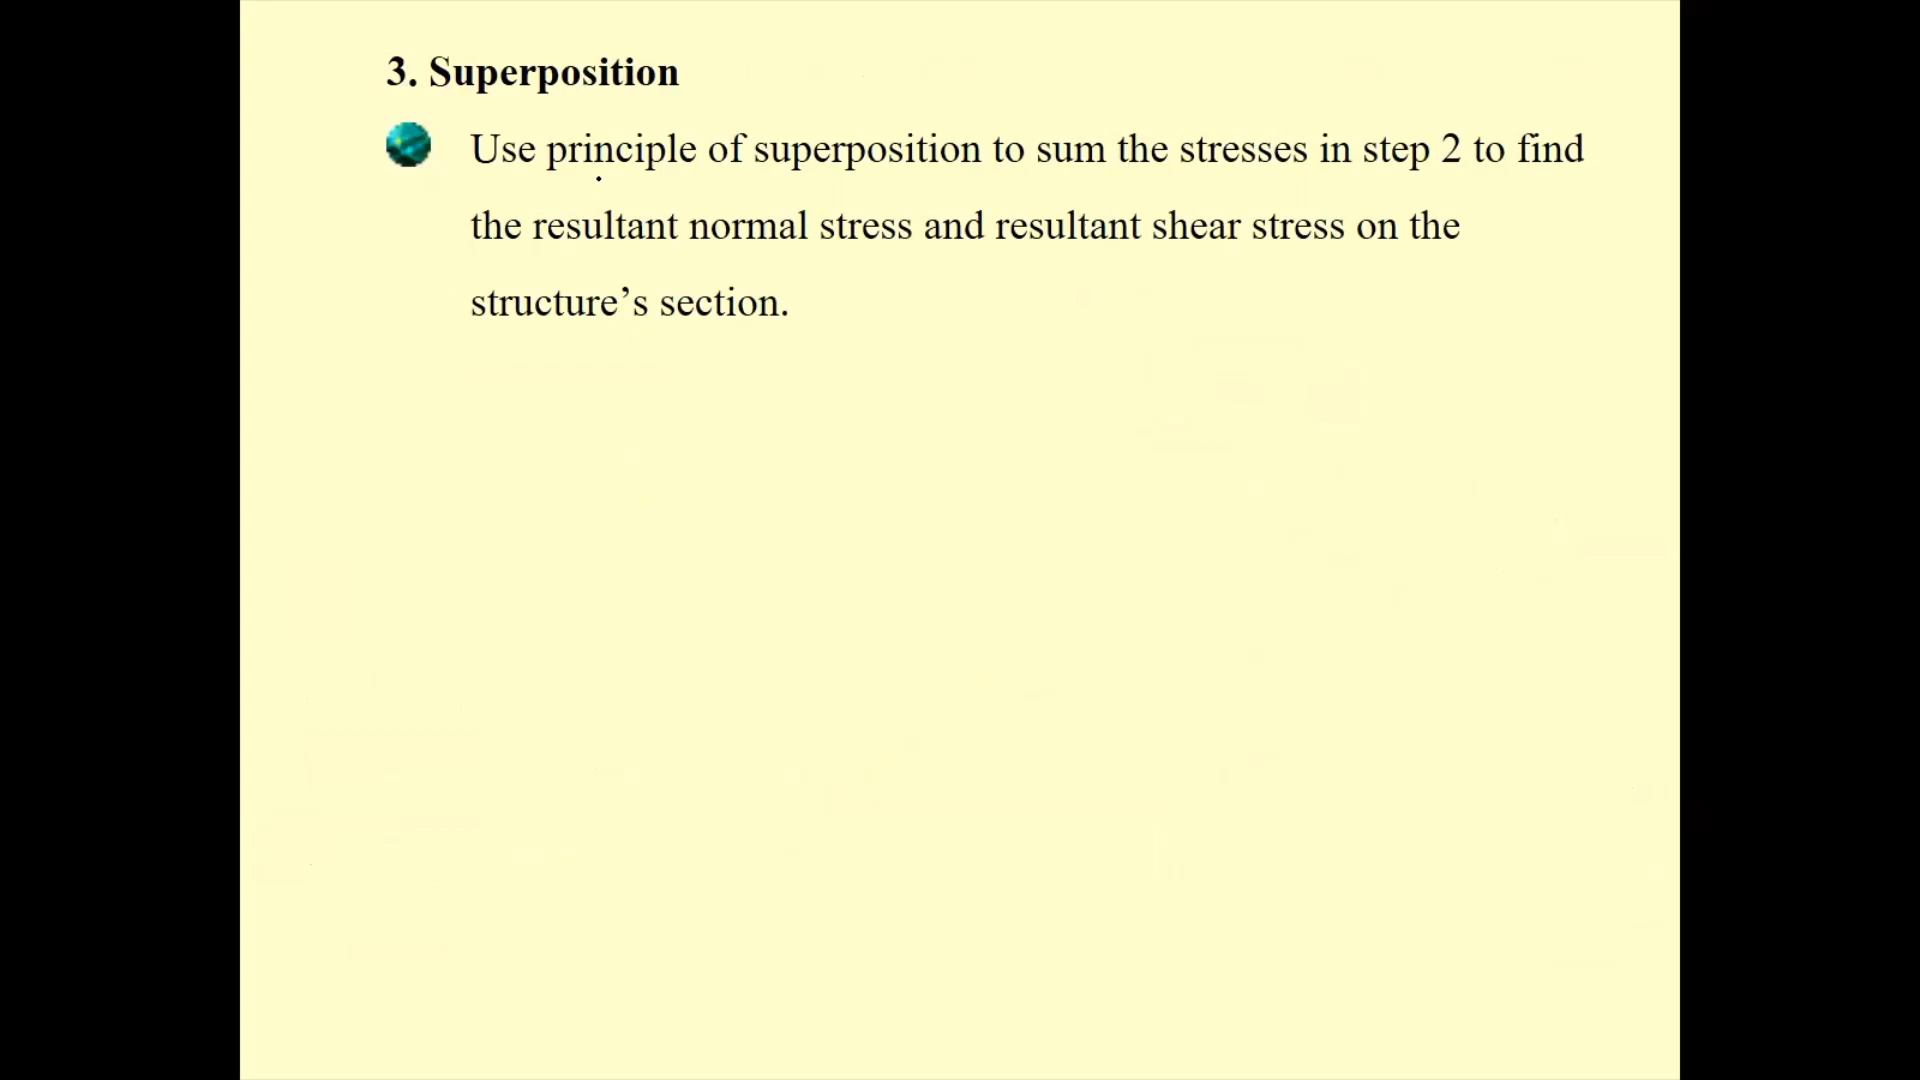 3. Superposition
Use principle of superposition to sum the stresses in step 2 to find
the resultant normal stress and resultant shear stress on the
structure’s section.